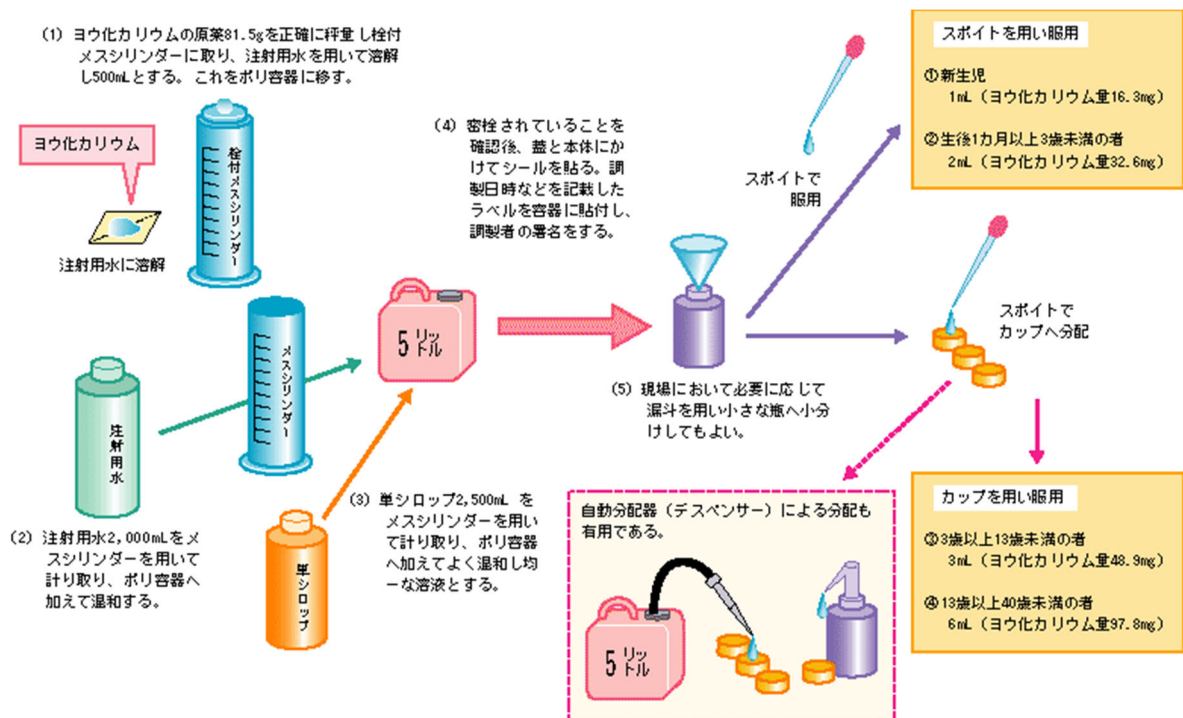 (1) ヨウ化カリウムの原薬81.5gを正確に秤量し栓付
メスシリンダーに取り、注射用水を用いて溶解
し500mLとする。 これをポリ容器に移す。
ヨウ化カリウム
注射用水に溶解
栓付メスシリンダー
(4) 密栓されていることを
確認後、蓋と本体にか
けてシールを貼る。調
製日時などを記載した
ラベルを容器に貼付し、
調製者の署名をする。
スポイトで
服用
スポイトを用い服用
①新生児
1mL (ヨウ化カリウム量16.3mg)
②生後1カ月以上3歳未満の者
2mL (ヨウ化カリウム量32.6mg)
注射用水
メスシリンダー
5 リッ
トル
スポイトで
カップへ分配
(5) 現場において必要に応じて
漏斗を用い小さな瓶へ小分
けしてもよい。
(2) 注射用水2,000mLをメ
スシリンダーを用いて
計り取り、ポリ容器へ
加えて温和する。
単シロップ
(3) 単シロップ2,500mL を
メスシリンダーを用い
て計り取り、ポリ容器
へ加えてよく温和し均
一な溶液とする。
自動分配器（デスペンサー）による分配も
有用である。
5 リッ
トル
カップを用い服用
③3歳以上13歳未満の者
3mL (ヨウ化カリウム量48.9mg)
④13歳以上40歳未満の者
6mL (ヨウ化カリウム量97.8mg)